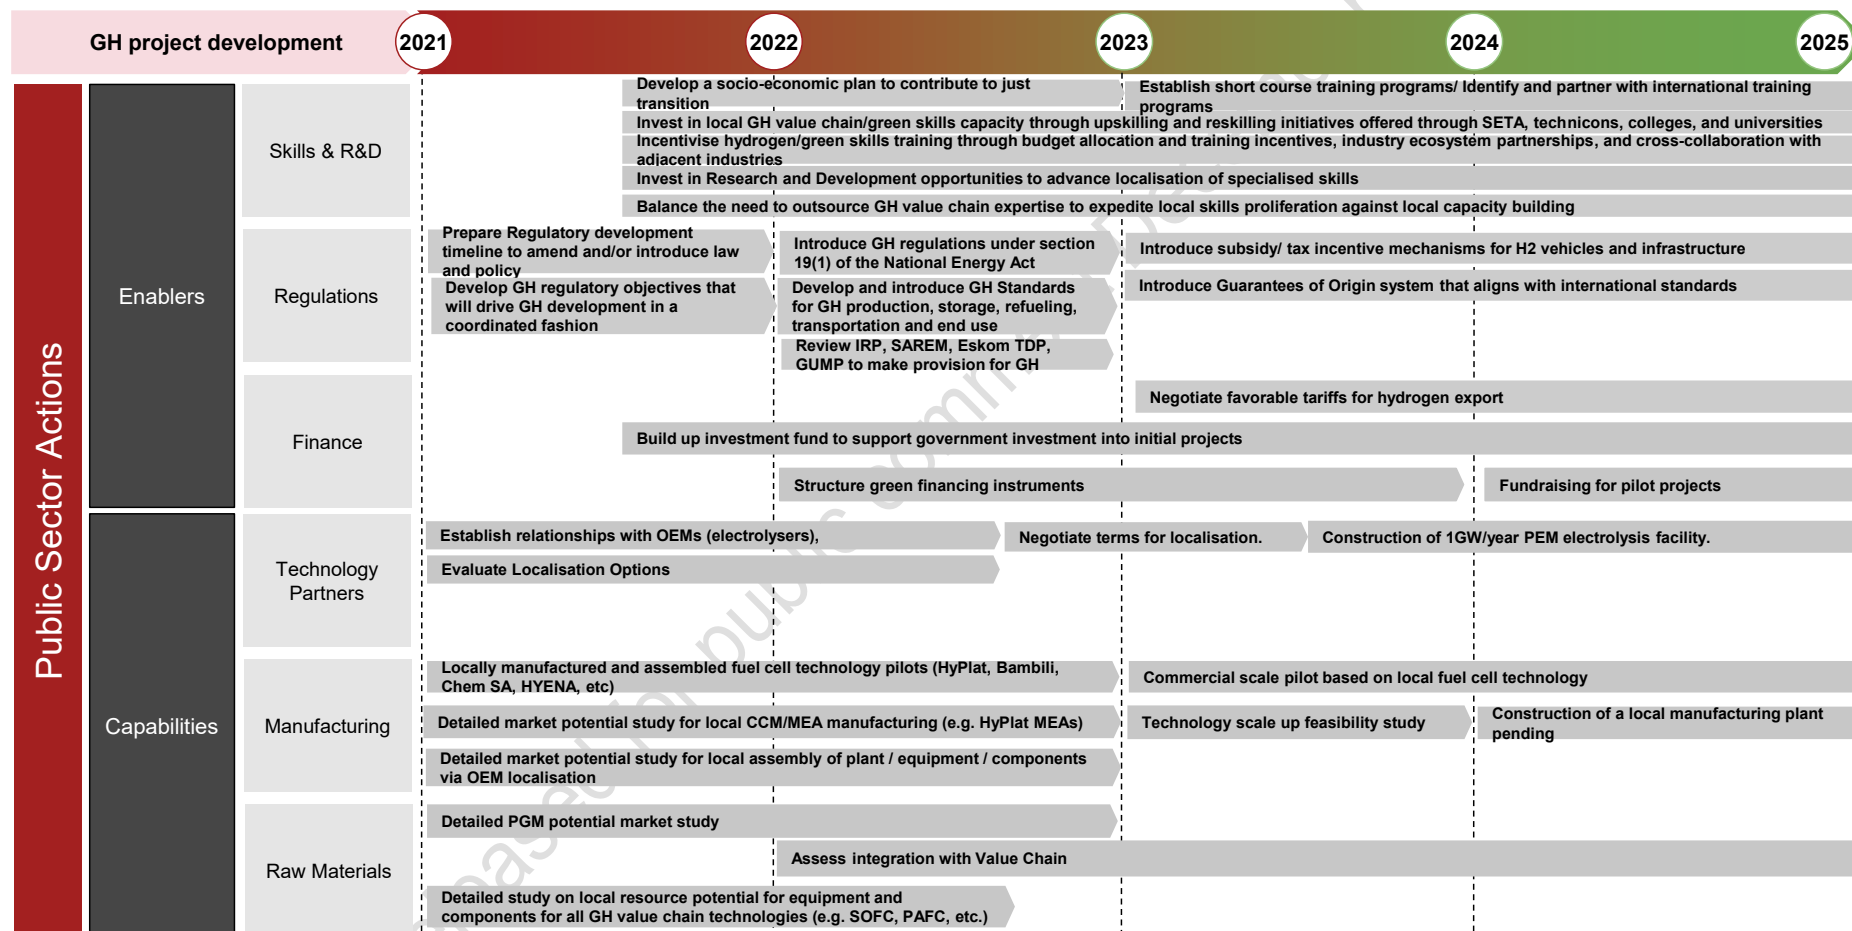 GH project development
2021
2022
2023
2024
2025
Public Sector Actions
Enablers
Skills & R&D
Develop a socio-economic plan to contribute to just
transition
Establish short course training programs/ Identify and partner with international training
programs
Invest in local GH value chain/green skills capacity through upskilling and reskilling initiatives offered through SETA, technicons, colleges, and universities
Incentivise hydrogen/green skills training through budget allocation and training incentives, industry ecosystem partnerships, and cross-collaboration with
adjacent industries
Invest in Research and Development opportunities to advance localisation of specialised skills
Balance the need to outsource GH value chain expertise to expedite local skills proliferation against local capacity building
Regulations
Prepare Regulatory development
timeline to amend and/or introduce law
and policy
Introduce GH regulations under section
19(1) of the National Energy Act
Introduce subsidy/ tax incentive mechanisms for H2 vehicles and infrastructure
Develop GH regulatory objectives that
will drive GH development in a
coordinated fashion
Develop and introduce GH Standards
for GH production, storage, refueling,
transportation and end use
Introduce Guarantees of Origin system that aligns with international standards
Review IRP, SAREM, Eskom TDP,
GUMP to make provision for GH
Finance
Negotiate favorable tariffs for hydrogen export
Build up investment fund to support government investment into initial projects
Structure green financing instruments
Fundraising for pilot projects
Capabilities
Technology
Partners
Establish relationships with OEMs (electrolysers),
Negotiate terms for localisation.
Construction of 1GW/year PEM electrolysis facility.
Evaluate Localisation Options
Manufacturing
Locally manufactured and assembled fuel cell technology pilots (HyPlat, Bambili,
Chem SA, HYENA, etc)
Commercial scale pilot based on local fuel cell technology
Detailed market potential study for local CCM/MEA manufacturing (e.g. HyPlat MEAs)
Technology scale up feasibility study
Construction of a local manufacturing plant
pending
Detailed market potential study for local assembly of plant / equipment / components
via OEM localisation
Raw Materials
Detailed PGM potential market study
Assess integration with Value Chain
Detailed study on local resource potential for equipment and
components for all GH value chain technologies (e.g. SOFC, PAFC, etc.)
for public